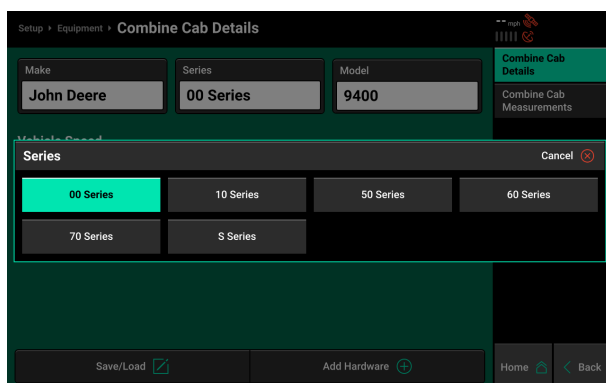 Setup › Equipment › Combine Cab Details
-- mph
Combine Cab
Details
Combine Cab
Measurements
Make
Series
Model
John Deere
00 Series
9400
Vehicle Speed
Series
Cancel
00 Series
10 Series
50 Series
60 Series
70 Series
S Series
Save/Load
Add Hardware
Home
Back